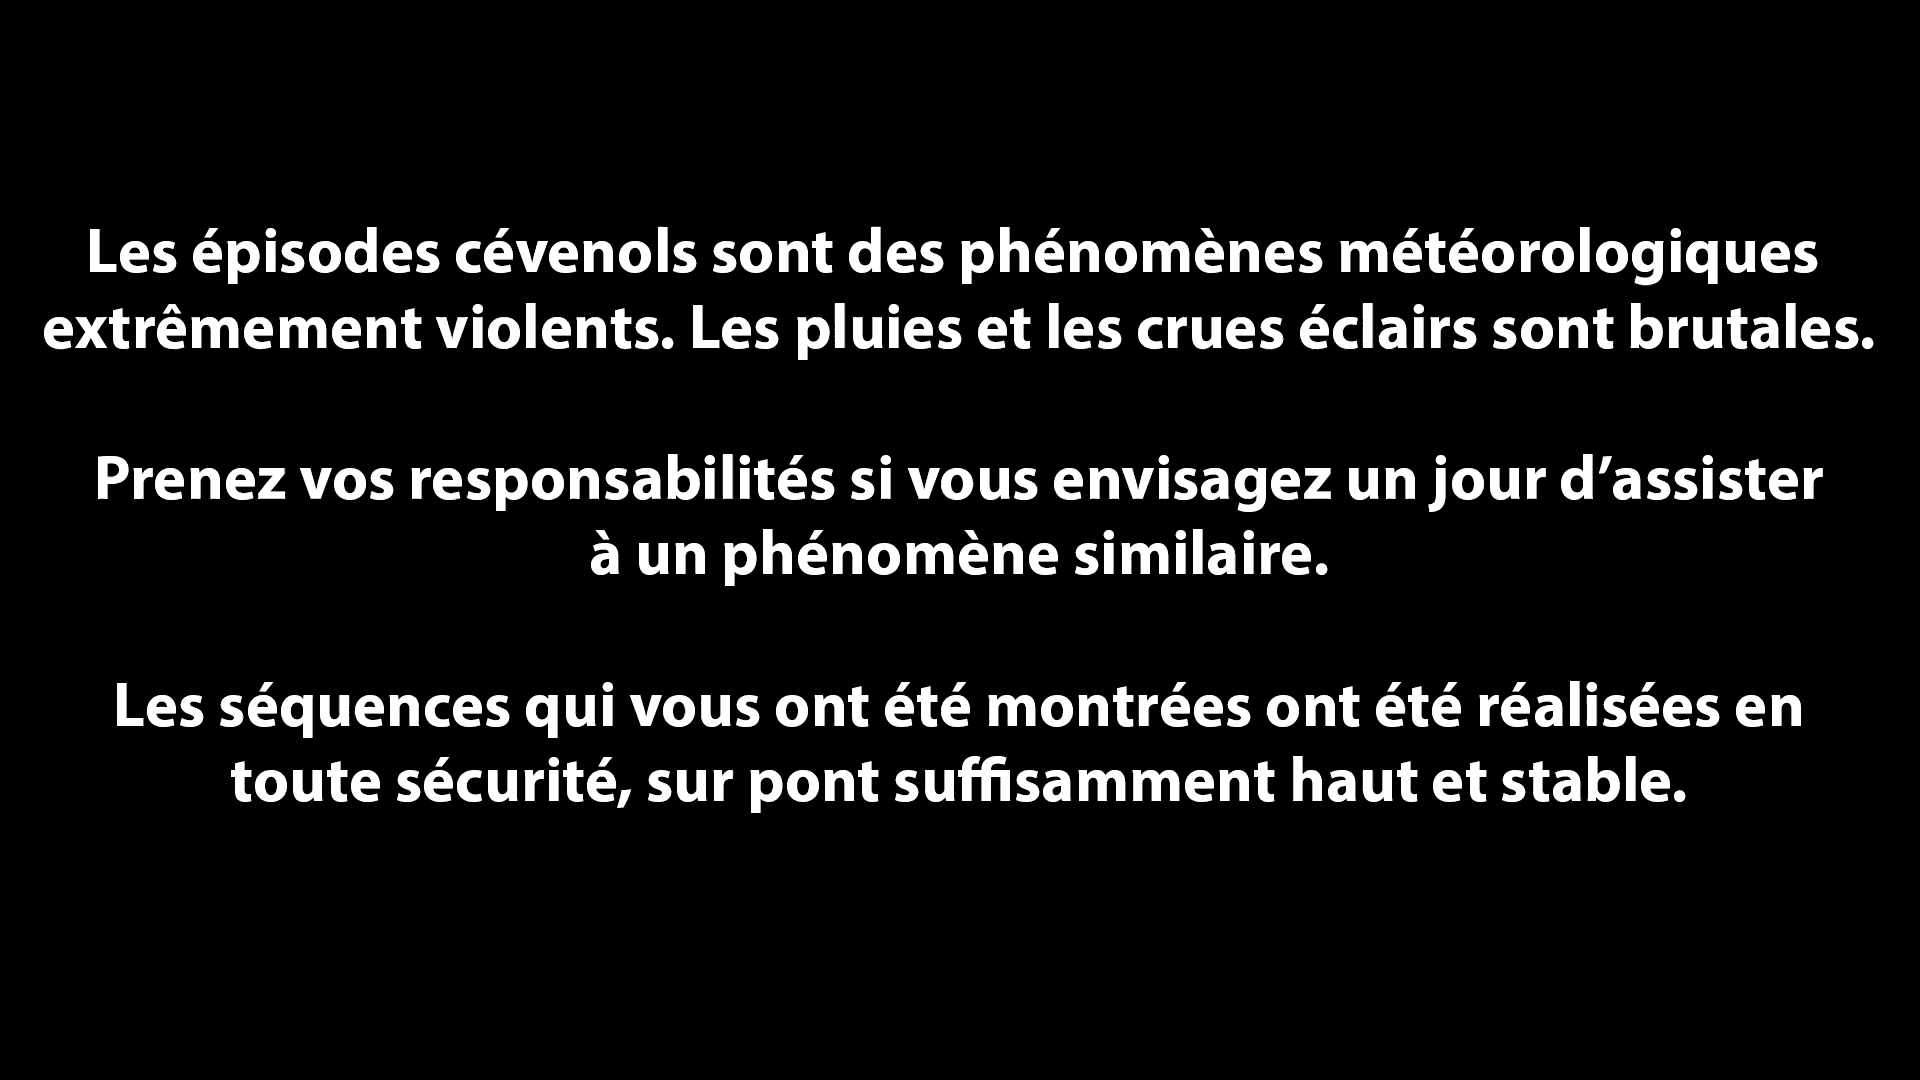 Les épisodes cévenols sont des phénomènes météorologiques
extrêmement violents. Les pluies et les crues éclairs sont brutales.
Prenez vos responsabilités si vous envisagez un jour d’assister
à un phénomène similaire.
Les séquences qui vous ont été montrées ont été réalisées en
toute sécurité, sur pont suffisamment haut et stable.